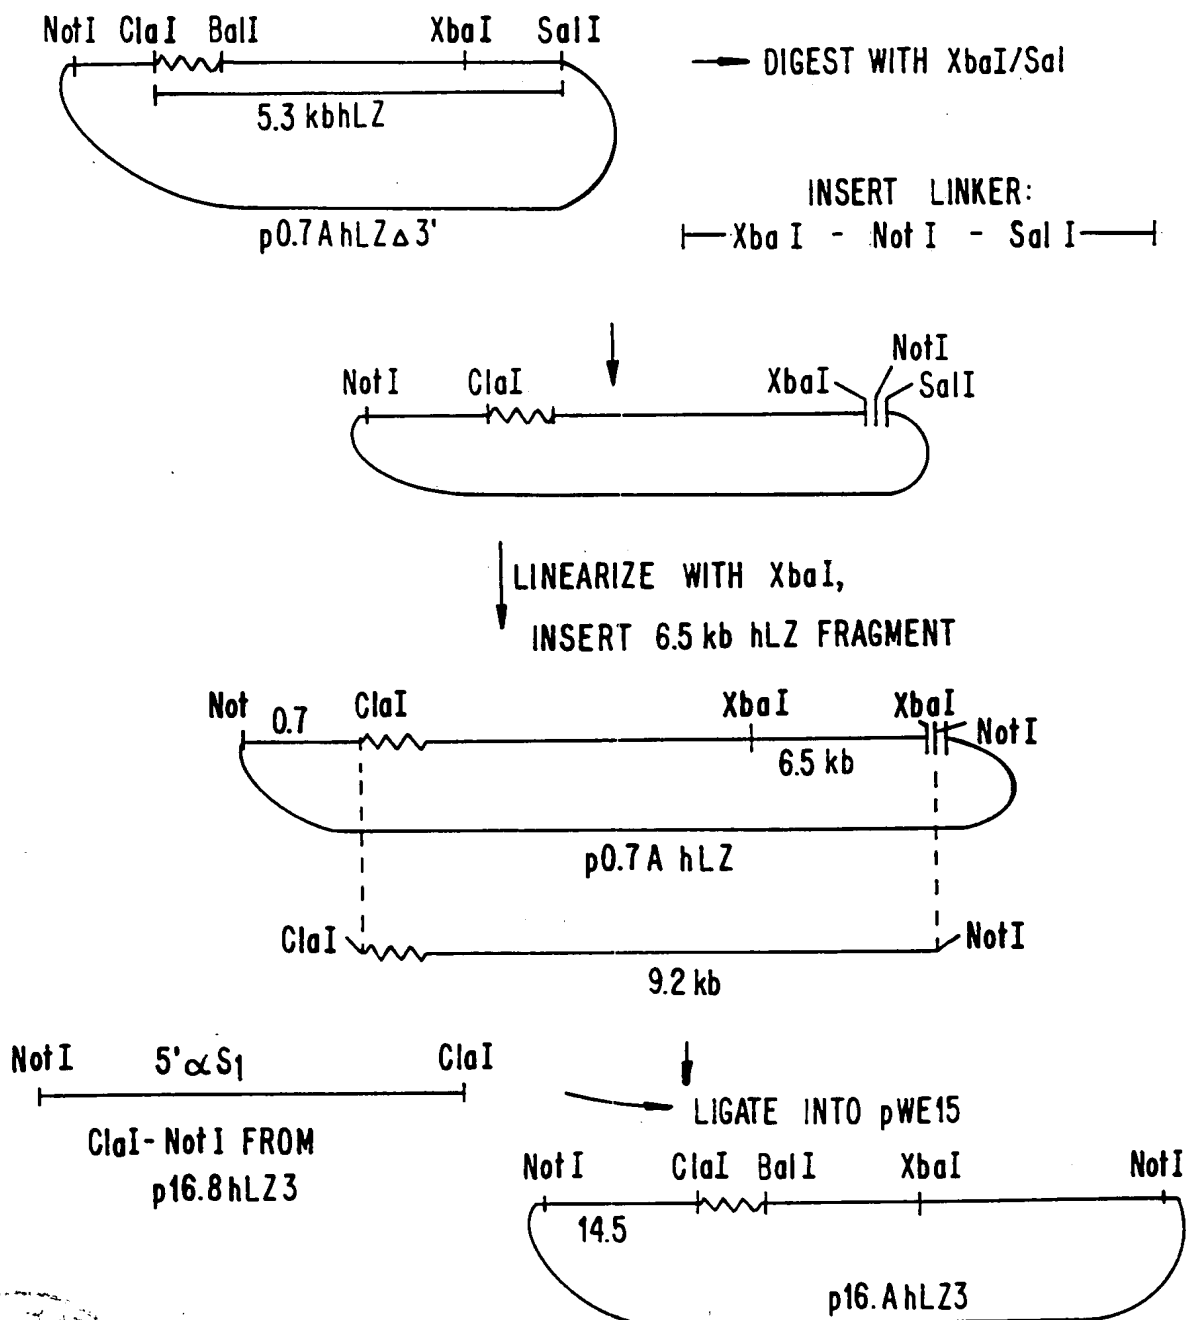 NotI ClaI BalI XbaI SalI
→ DIGEST WITH XbaI/Sal
5.3 kbhLZ
p0.7AhLZΔ3'
INSERT LINKER:
XbaI - NotI - SalI
NotI ClaI XbaI NotI SalI
LINEARIZE WITH XbaI,
INSERT 6.5 kb hLZ FRAGMENT
Not 0.7 ClaI XbaI XbaI NotI
6.5 kb
p0.7A hLZ
ClaI NotI
9.2 kb
NotI 5'αS1 ClaI
LIGATE INTO pWE15
ClaI-NotI FROM
p16.8hLZ3
NotI ClaI BalI XbaI NotI
14.5
p16.AhLZ3